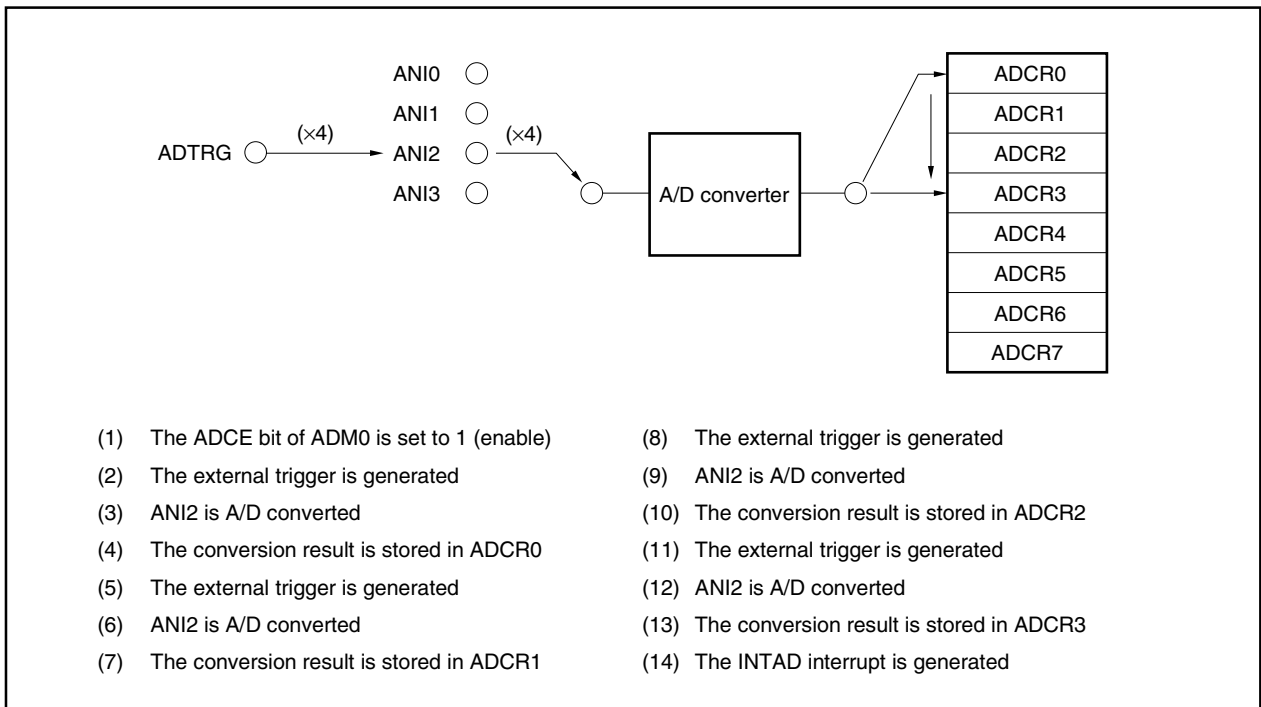 ANI0
ANI1
ADTRG (×4) ANI2 (×4)
ANI3
A/D converter
ADCR0
ADCR1
ADCR2
ADCR3
ADCR4
ADCR5
ADCR6
ADCR7
(1) The ADCE bit of ADM0 is set to 1 (enable)
(2) The external trigger is generated
(3) ANI2 is A/D converted
(4) The conversion result is stored in ADCR0
(5) The external trigger is generated
(6) ANI2 is A/D converted
(7) The conversion result is stored in ADCR1
(8) The external trigger is generated
(9) ANI2 is A/D converted
(10) The conversion result is stored in ADCR2
(11) The external trigger is generated
(12) ANI2 is A/D converted
(13) The conversion result is stored in ADCR3
(14) The INTAD interrupt is generated